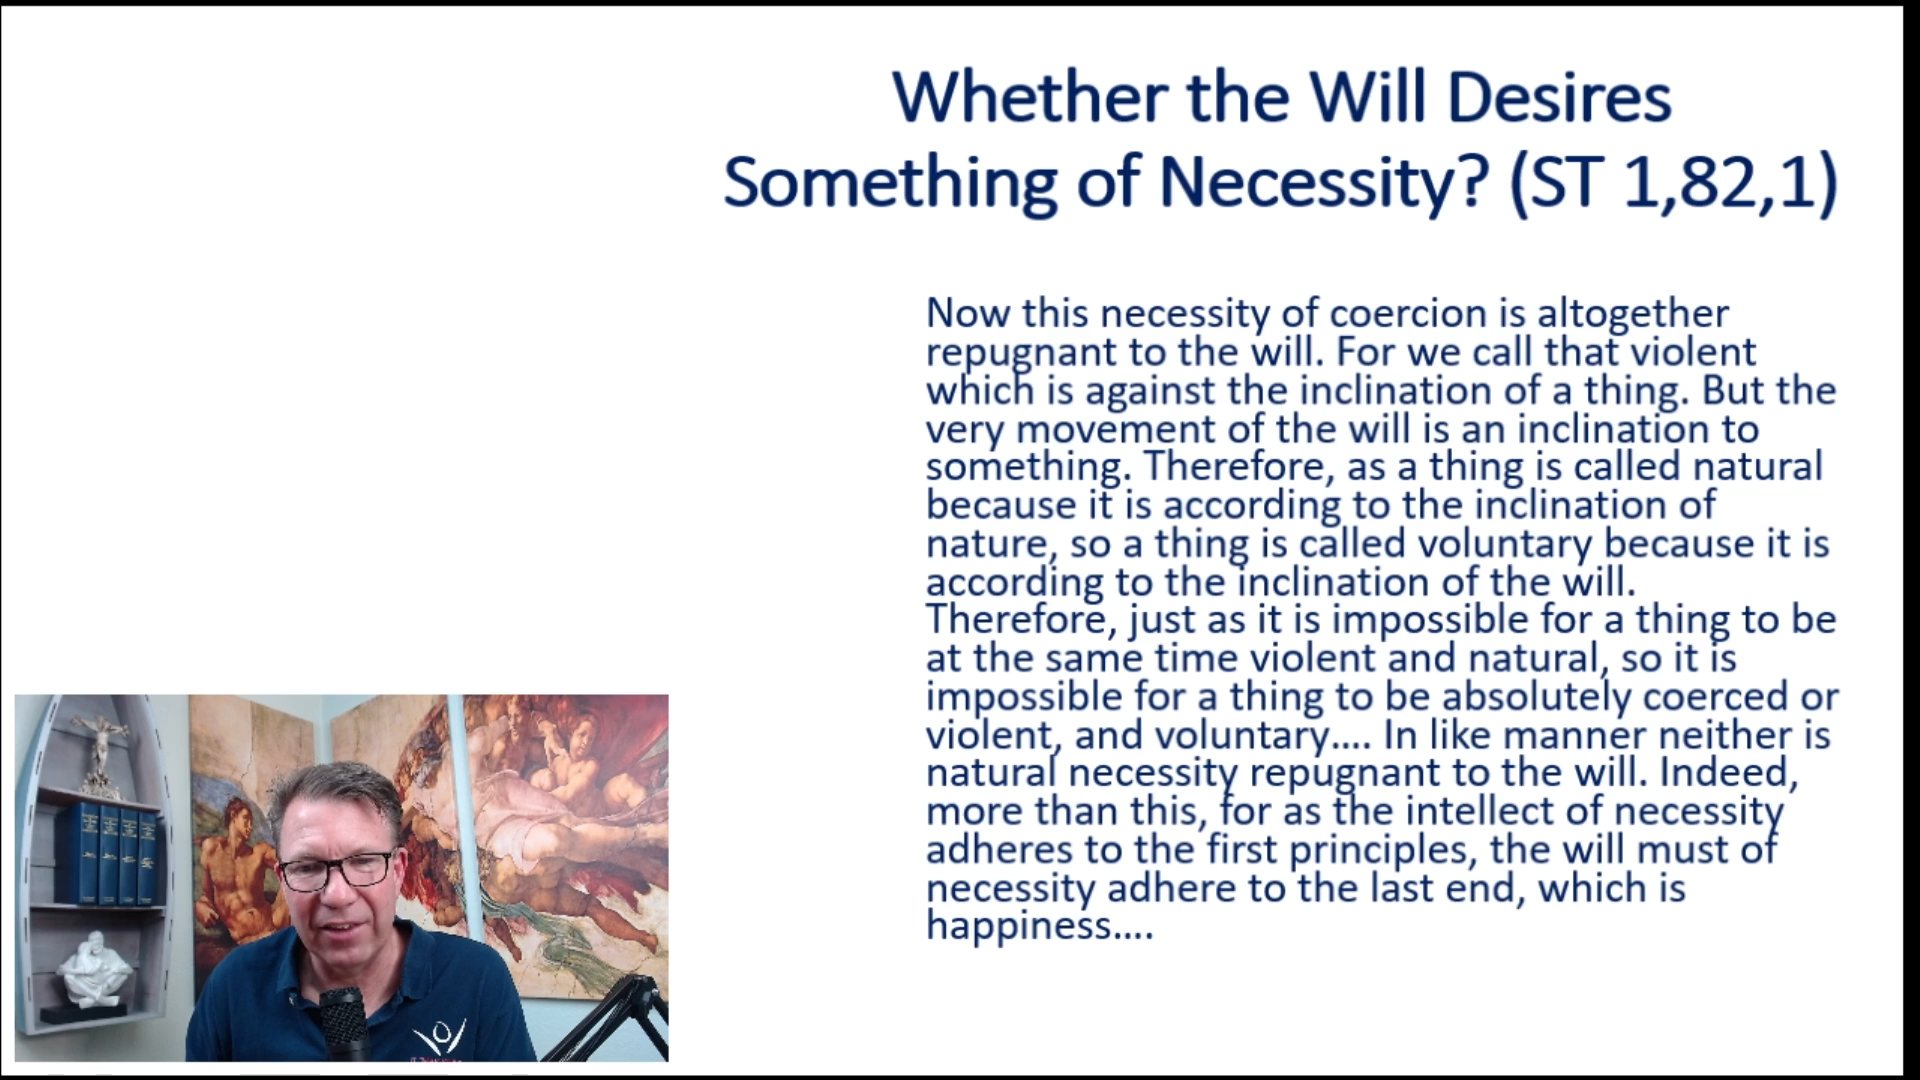 Whether the Will Desires
Something of Necessity? (ST 1,82,1)
Now this necessity of coercion is altogether
repugnant to the will. For we call that violent
which is against the inclination of a thing. But the
very movement of the will is an inclination to
something. Therefore, as a thing is called natural
because it is according to the inclination of
nature, so a thing is called voluntary because it is
according to the inclination of the will.
Therefore, just as it is impossible for a thing to be
at the same time violent and natural, so it is
impossible for a thing to be absolutely coerced or
violent, and voluntary…. In like manner neither is
natural necessity repugnant to the will. Indeed,
more than this, for as the intellect of necessity
adheres to the first principles, the will must of
necessity adhere to the last end, which is
happiness….